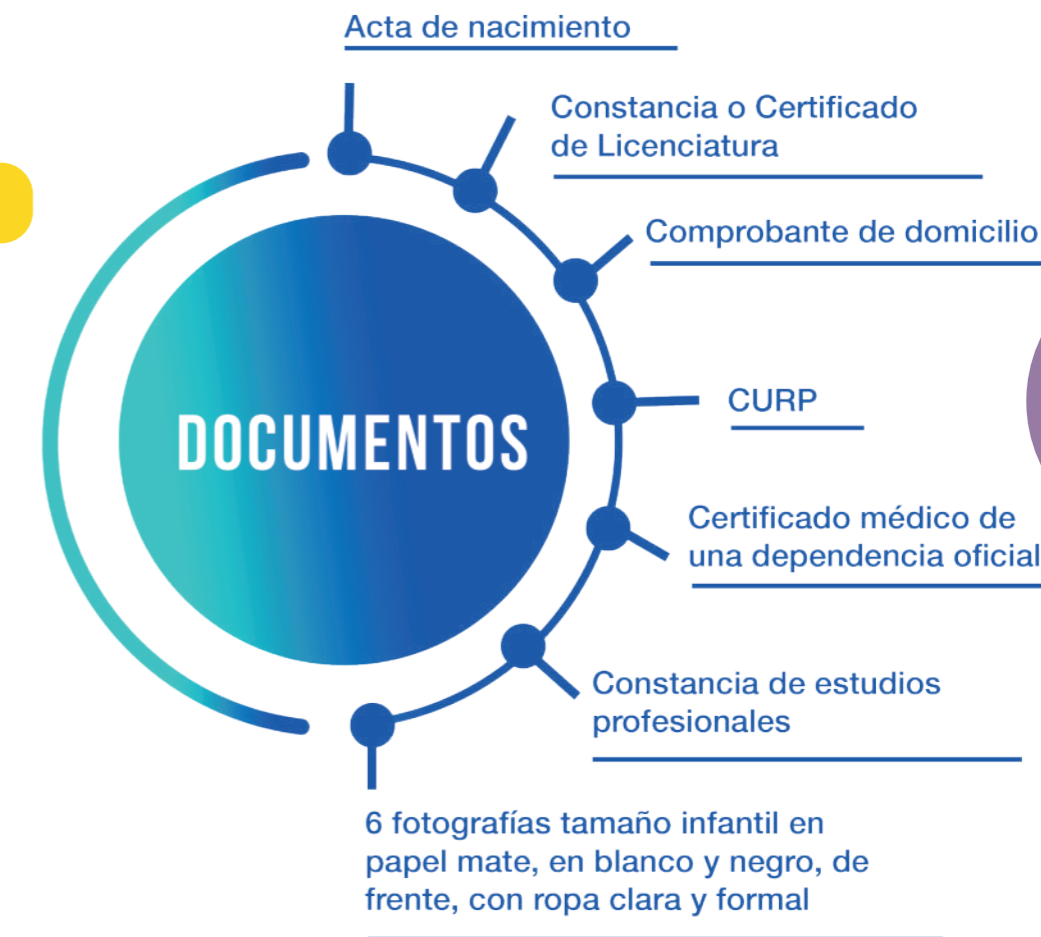 Acta de nacimiento
Constancia o Certificado
de Licenciatura
Comprobante de domicilio
CURP
DOCUMENTOS
Certificado médico de
una dependencia oficial
Constancia de estudios
profesionales
6 fotografías tamaño infantil en
papel mate, en blanco y negro, de
frente, con ropa clara y formal